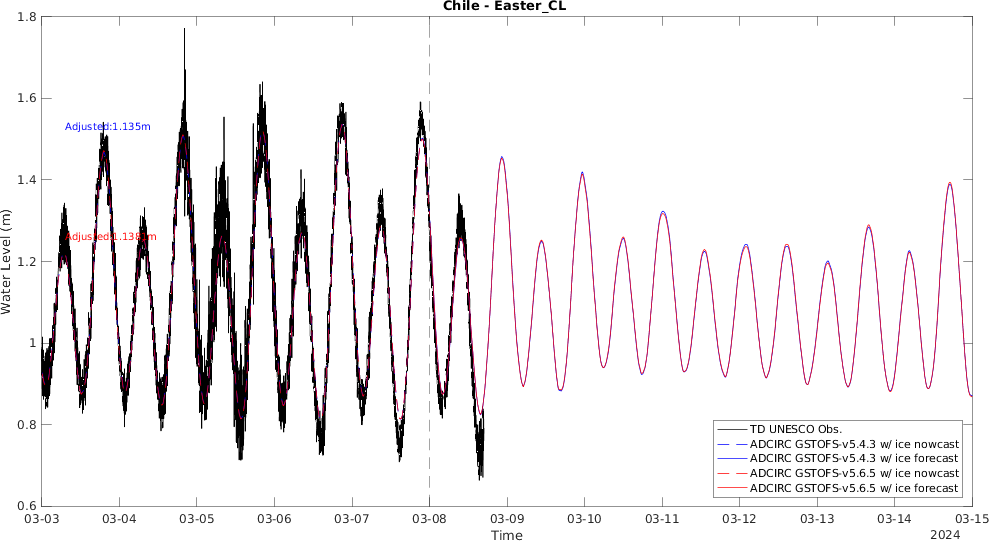 Chile - Easter_CL
1.8
1.6
1.4
1.2
1
0.8
0.6
Water Level (m)
Adjusted:1.135m
Adjusted:1.138m
TD UNESCO Obs.
ADCIRC GSTOFS-v5.4.3 w/ ice nowcast
ADCIRC GSTOFS-v5.4.3 w/ ice forecast
ADCIRC GSTOFS-v5.6.5 w/ ice nowcast
ADCIRC GSTOFS-v5.6.5 w/ ice forecast
03-03 03-04 03-05 03-06 03-07 03-08 03-09 03-10 03-11 03-12 03-13 03-14 03-15
Time
2024